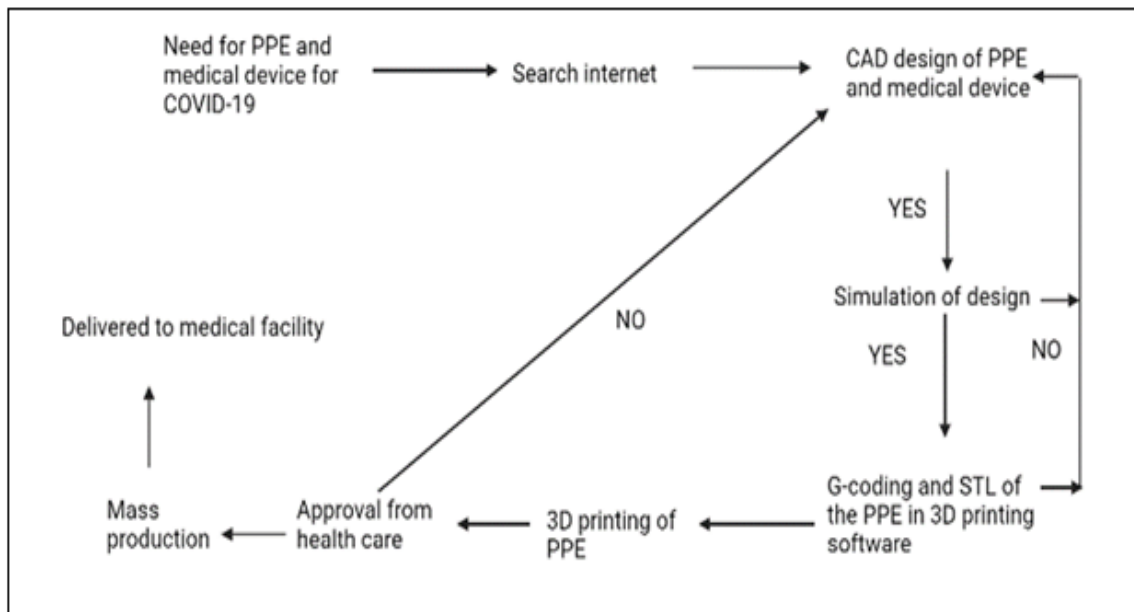 Need for PPE and
medical device for
COVID-19
Search internet
CAD design of PPE
and medical device
YES
Simulation of design
YES
NO
NO
G-coding and STL of
the PPE in 3D printing
software
3D printing of
PPE
Approval from
health care
Mass
production
Delivered to medical facility